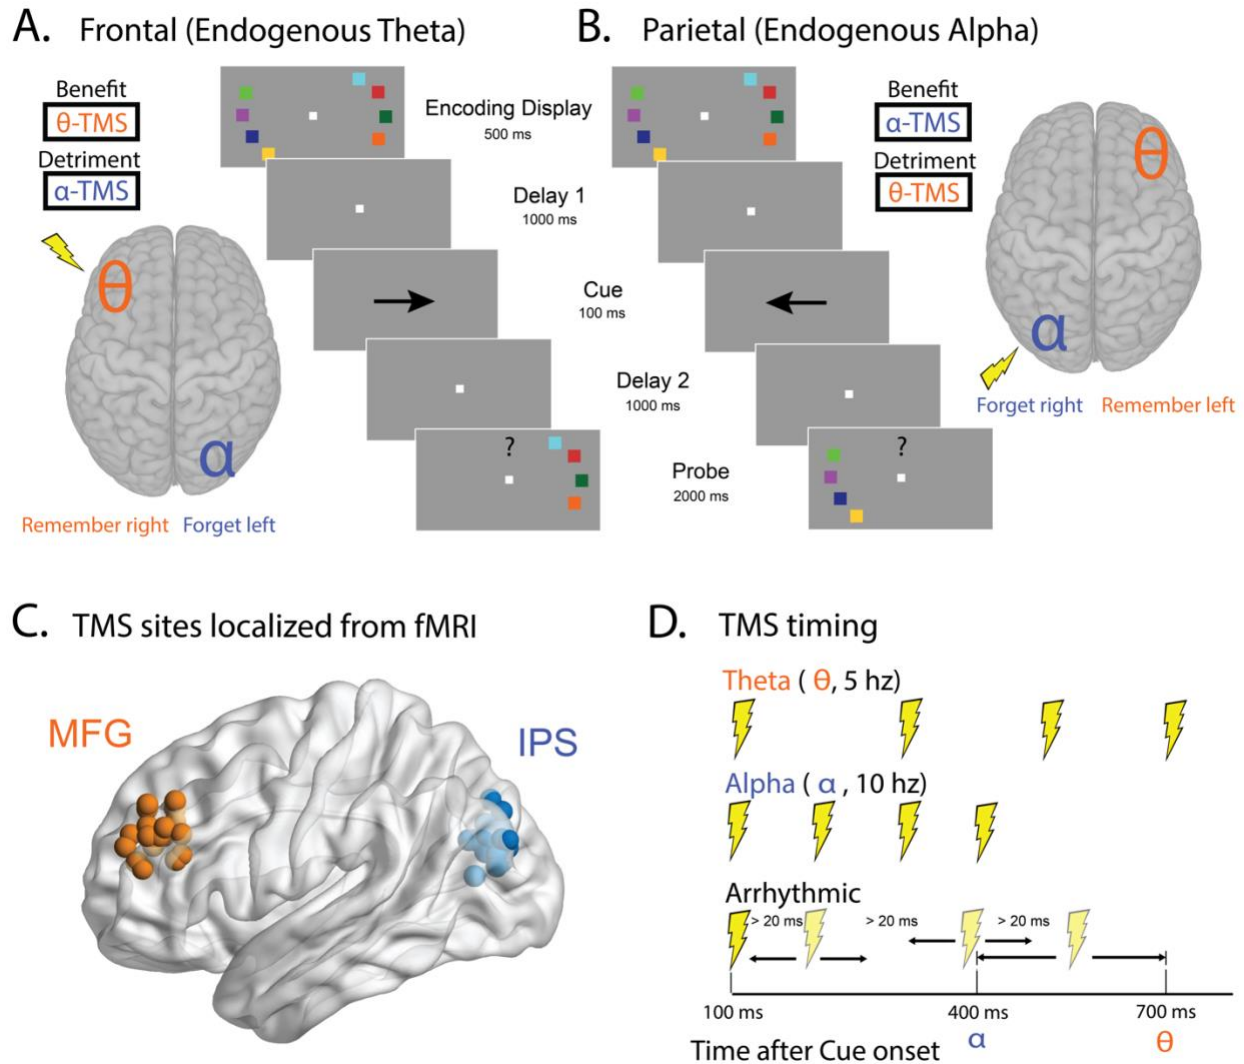 A. Frontal (Endogenous Theta)
Benefit
θ-TMS
Detriment
α-TMS
θ
α
Remember right Forget left
Encoding Display
500 ms
Delay 1
1000 ms
Cue
100 ms
Delay 2
1000 ms
Probe
2000 ms
?
B. Parietal (Endogenous Alpha)
?
Benefit
α-TMS
Detriment
θ-TMS
θ
α
Forget right Remember left
C. TMS sites localized from fMRI
MFG
IPS
D. TMS timing
Theta ( θ, 5 hz)
Alpha ( α , 10 hz)
Arrhythmic
> 20 ms > 20 ms > 20 ms
100 ms 400 ms 700 ms
Time after Cue onset α θ